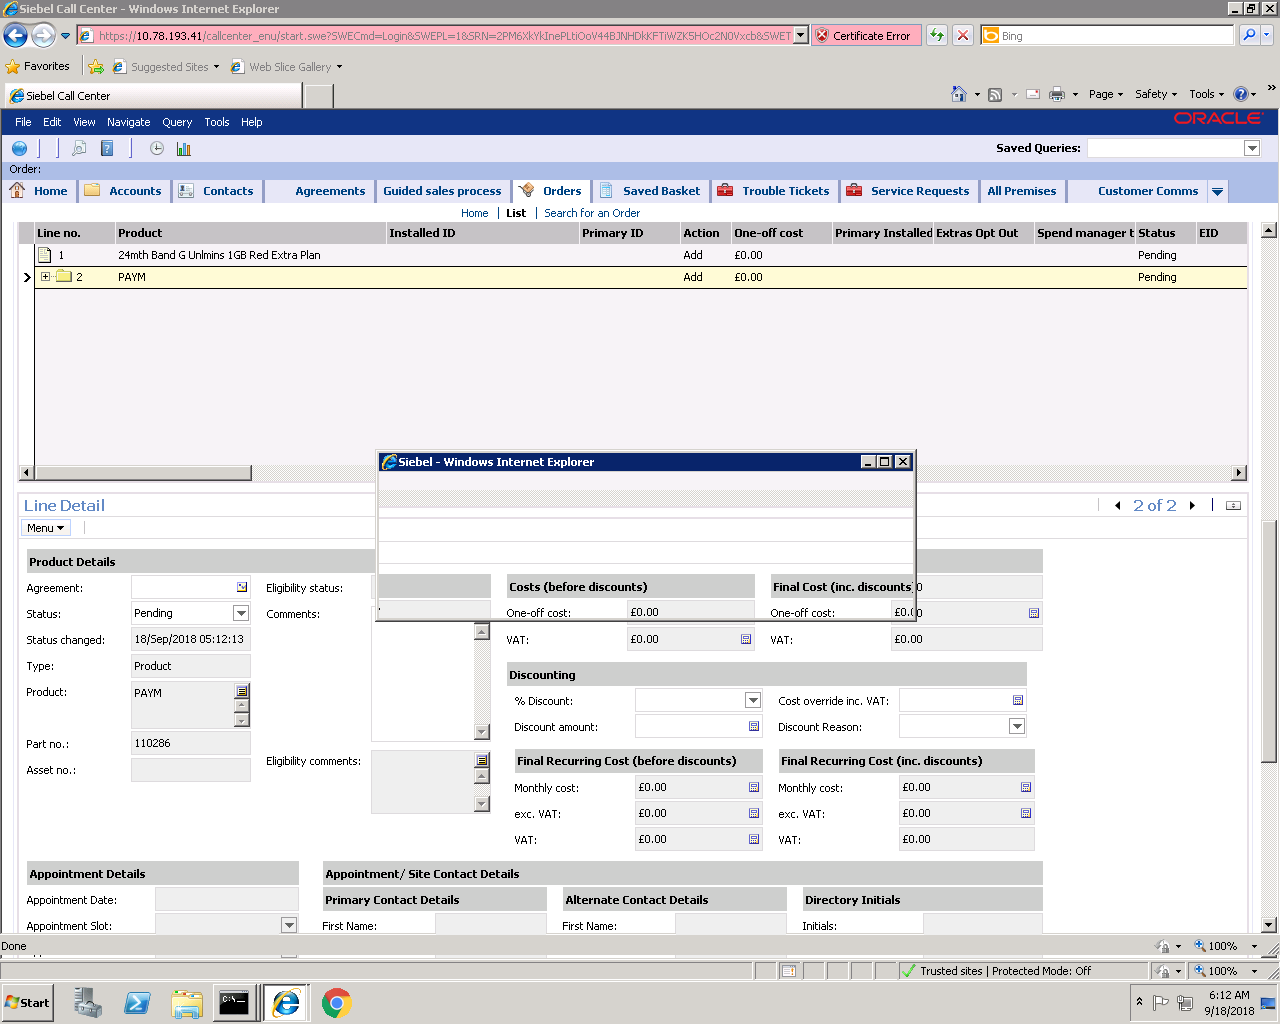 Siebel Call Center - Windows Internet Explorer
https://10.78.193.41/callcenter_enu/start.swe?SWECmd=Login&SWEPL=1&SRN=2PM6XkYkInePLtiOoV44BJNHDkKFTiWZK5HOc2N0Vxcb&SWET Certificate Error Bing
Favorites Suggested Sites Web Slice Gallery
Siebel Call Center Page Safety Tools »
File Edit View Navigate Query Tools Help ORACLE
Saved Queries:
Order:
Home Accounts Contacts Agreements Guided sales process Orders Saved Basket Trouble Tickets Service Requests All Premises Customer Comms
Home List Search for an Order
Line no. Product Installed ID Primary ID Action One-off cost Primary Installed Extras Opt Out Spend manager t Status EID
1 24mth Band G Unlmins 1GB Red Extra Plan Add £0.00 Pending
2 PAYM Add £0.00 Pending
Siebel - Windows Internet Explorer
Line Detail 2 of 2
Menu
Product Details
Agreement: Eligibility status: Costs (before discounts) Final Cost (inc. discounts) 0
Status: Pending Comments: One-off cost: £0.00 One-off cost: £0.0 0
Status changed: 18/Sep/2018 05:12:13 VAT: £0.00 VAT: £0.00
Type: Product
Discounting
Product: PAYM % Discount: Cost override inc. VAT:
Discount amount: Discount Reason:
Part no.: 110286
Eligibility comments: Final Recurring Cost (before discounts) Final Recurring Cost (inc. discounts)
Asset no.:
Monthly cost: £0.00 Monthly cost: £0.00
exc. VAT: £0.00 exc. VAT: £0.00
VAT: £0.00 VAT: £0.00
Appointment Details Appointment/ Site Contact Details
Appointment Date: Primary Contact Details Alternate Contact Details Directory Initials
Appointment Slot: First Name: First Name: Initials:
Done 100%
Trusted sites | Protected Mode: Off 100%
Start 6:12 AM
9/18/2018